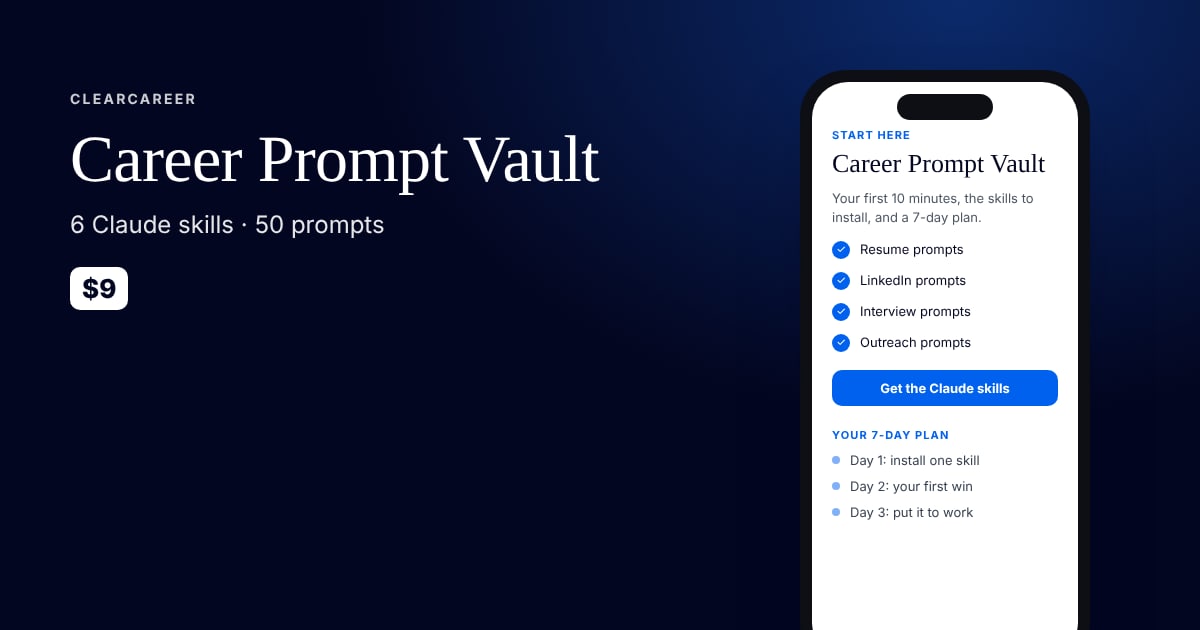 CLEARCAREER
Career Prompt Vault
6 Claude skills · 50 prompts
$9
START HERE
Career Prompt Vault
Your first 10 minutes, the skills to
install, and a 7-day plan.
Resume prompts
LinkedIn prompts
Interview prompts
Outreach prompts
Get the Claude skills
YOUR 7-DAY PLAN
Day 1: install one skill
Day 2: your first win
Day 3: put it to work